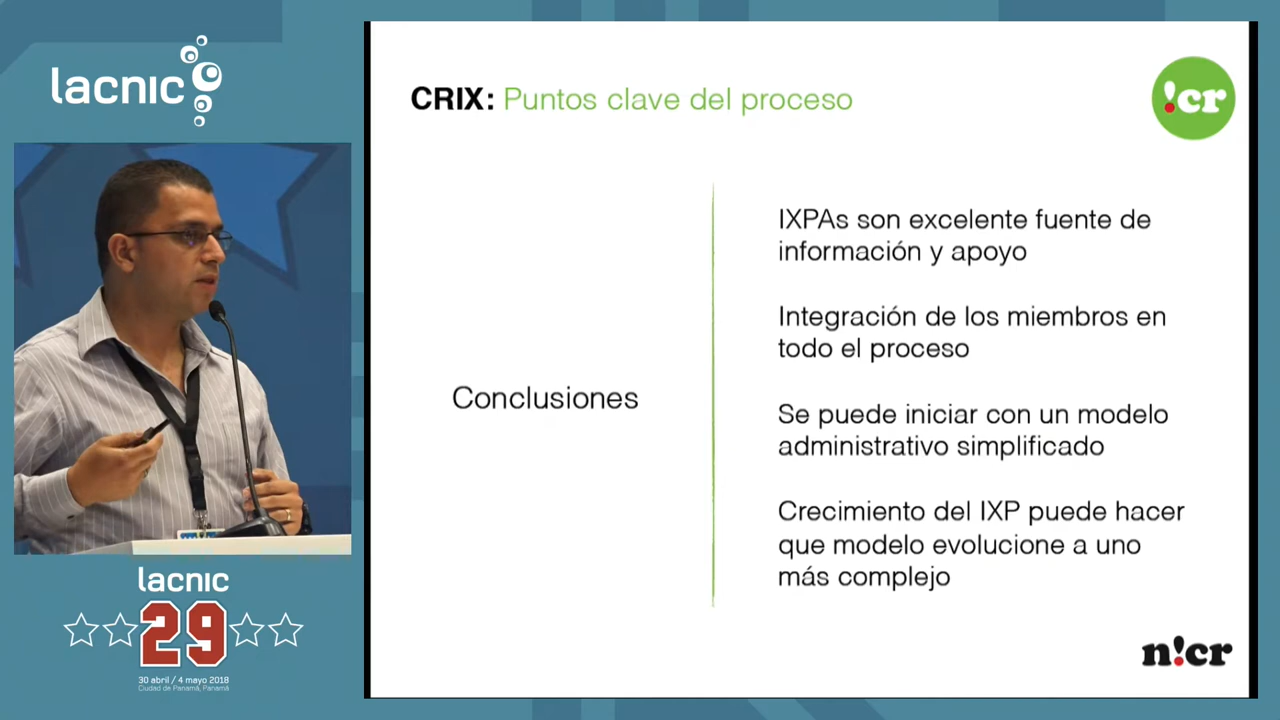 lacnic
CRIX: Puntos clave del proceso
!cr
IXPAs son excelente fuente de
información y apoyo
Integración de los miembros en
todo el proceso
Conclusiones
Se puede iniciar con un modelo
administrativo simplificado
Crecimiento del IXP puede hacer
que modelo evolucione a uno
más complejo
lacnic
29
30 abril / 4 mayo 2018
Ciudad de Panamá, Panamá
n!cr